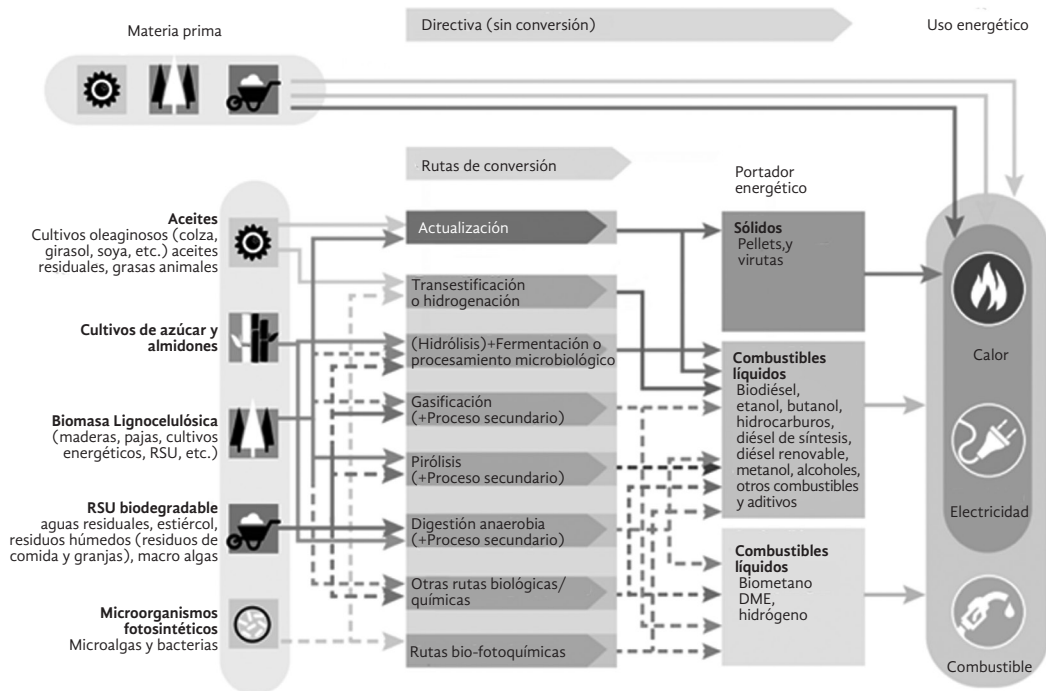 Materia prima
Directiva (sin conversión)
Uso energético
Rutas de conversión
Portador
energético
Aceites
Cultivos oleaginosos (colza,
girasol, soya, etc.) aceites
residuales, grasas animales
Cultivos de azúcar y
almidones
Biomasa Lignocelulósica
(maderas, pajas, cultivos
energéticos, RSU, etc.)
RSU biodegradable
aguas residuales, estiércol,
residuos húmedos (residuos de
comida y granjas), macro algas
Microorganismos
fotosintéticos
Microalgas y bacterias
Actualización
Transestificación
o hidrogenación
(Hidrólisis)+Fermentación o
procesamiento microbiológico
Gasificación
(+Proceso secundario)
Pirólisis
(+Proceso secundario)
Digestión anaerobia
(+Proceso secundario)
Otras rutas biológicas/
químicas
Rutas bio-fotoquímicas
Sólidos
Pellets,y
virutas
Combustibles
líquidos
Biodiésel,
etanol, butanol,
hidrocarburos,
diésel de síntesis,
diésel renovable,
metanol, alcoholes,
otros combustibles
y aditivos
Combustibles
líquidos
Biometano
DME,
hidrógeno
Calor
Electricidad
Combustible